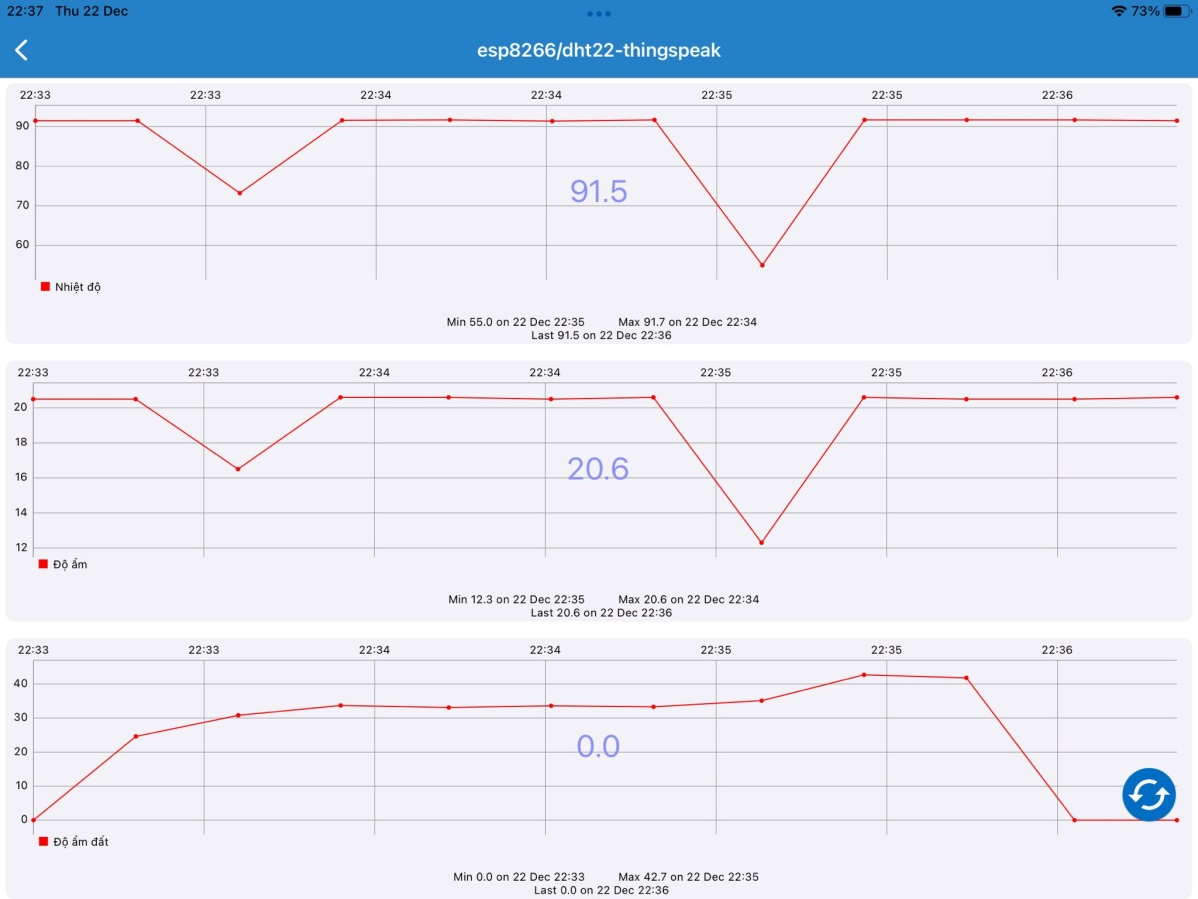 22:37 Thu 22 Dec 73%
esp8266/dht22-thingspeak
22:33 22:33 22:34 22:34 22:35 22:35 22:36
90
80
70
60
91.5
Nhiệt độ
Min 55.0 on 22 Dec 22:35 Max 91.7 on 22 Dec 22:34
Last 91.5 on 22 Dec 22:36
22:33 22:33 22:34 22:34 22:35 22:35 22:36
20
18
16
14
12
20.6
Độ ẩm
Min 12.3 on 22 Dec 22:35 Max 20.6 on 22 Dec 22:34
Last 20.6 on 22 Dec 22:36
22:33 22:33 22:34 22:34 22:35 22:35 22:36
40
30
20
10
0
0.0
Độ ẩm đất
Min 0.0 on 22 Dec 22:33 Max 42.7 on 22 Dec 22:35
Last 0.0 on 22 Dec 22:36